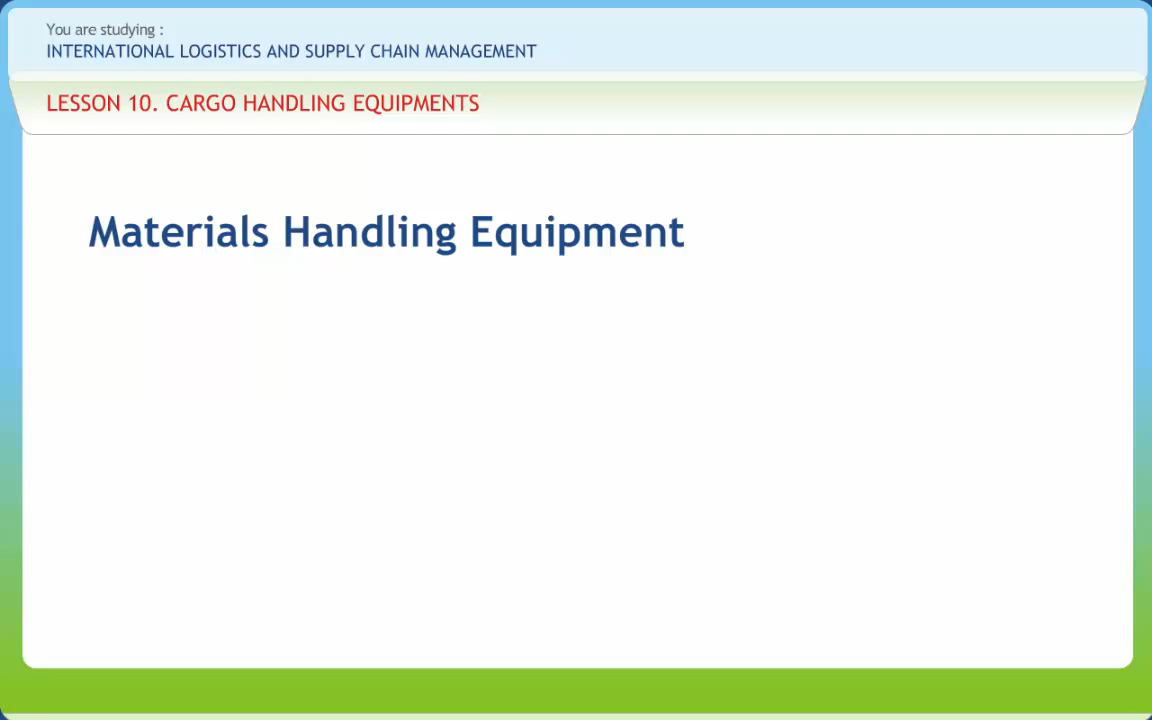 You are studying :
INTERNATIONAL LOGISTICS AND SUPPLY CHAIN MANAGEMENT
LESSON 10. CARGO HANDLING EQUIPMENTS
Materials Handling Equipment